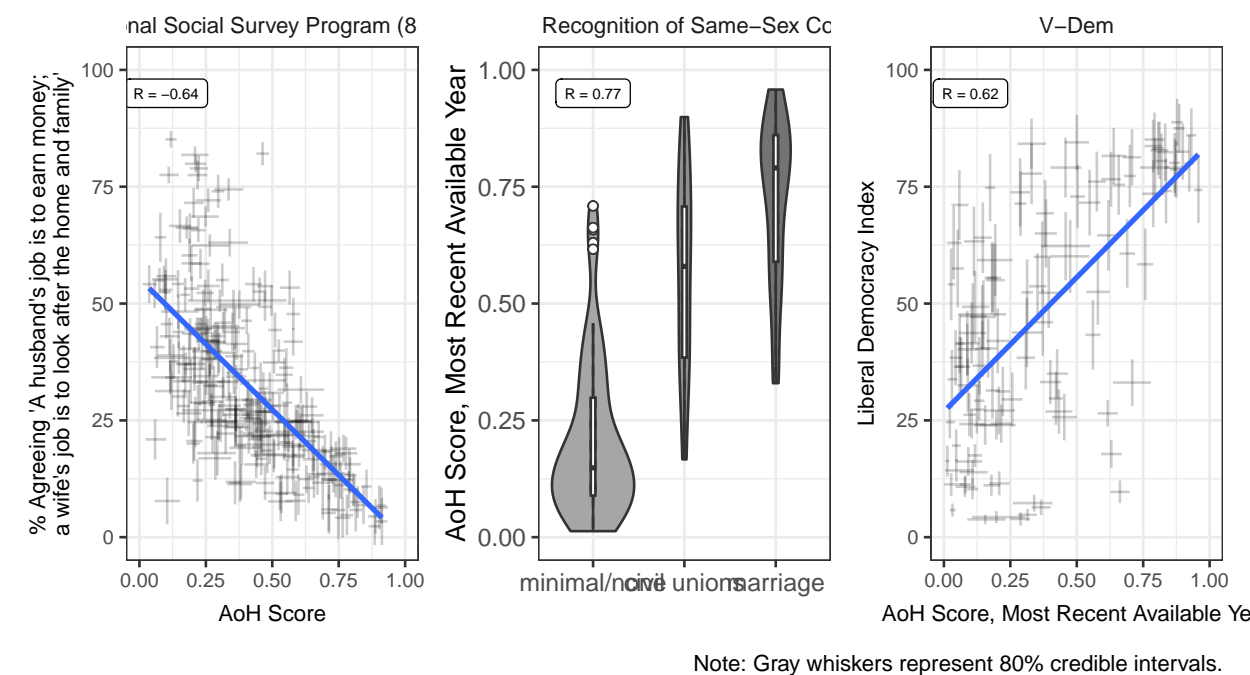 nal Social Survey Program (8
% Agreeing 'A husband's job is to earn money;
a wife's job is to look after the home and family'
100
75
50
25
0
R = −0.64
0.00 0.25 0.50 0.75 1.00
AoH Score
Recognition of Same−Sex Co
AoH Score, Most Recent Available Year
1.00
0.75
0.50
0.25
0.00
R = 0.77
minimal/none civil unions marriage
V−Dem
Liberal Democracy Index
100
75
50
25
0
R = 0.62
0.00 0.25 0.50 0.75 1.00
AoH Score, Most Recent Available Ye
Note: Gray whiskers represent 80% credible intervals.